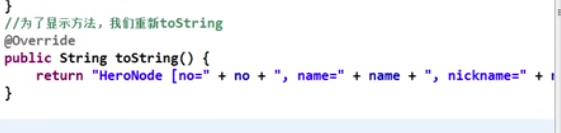 }
//为了显示方法，我们重新toString
@Override
public String toString() {
return "HeroNode [no=" + no + ", name=" + name + ", nickname=" +
}